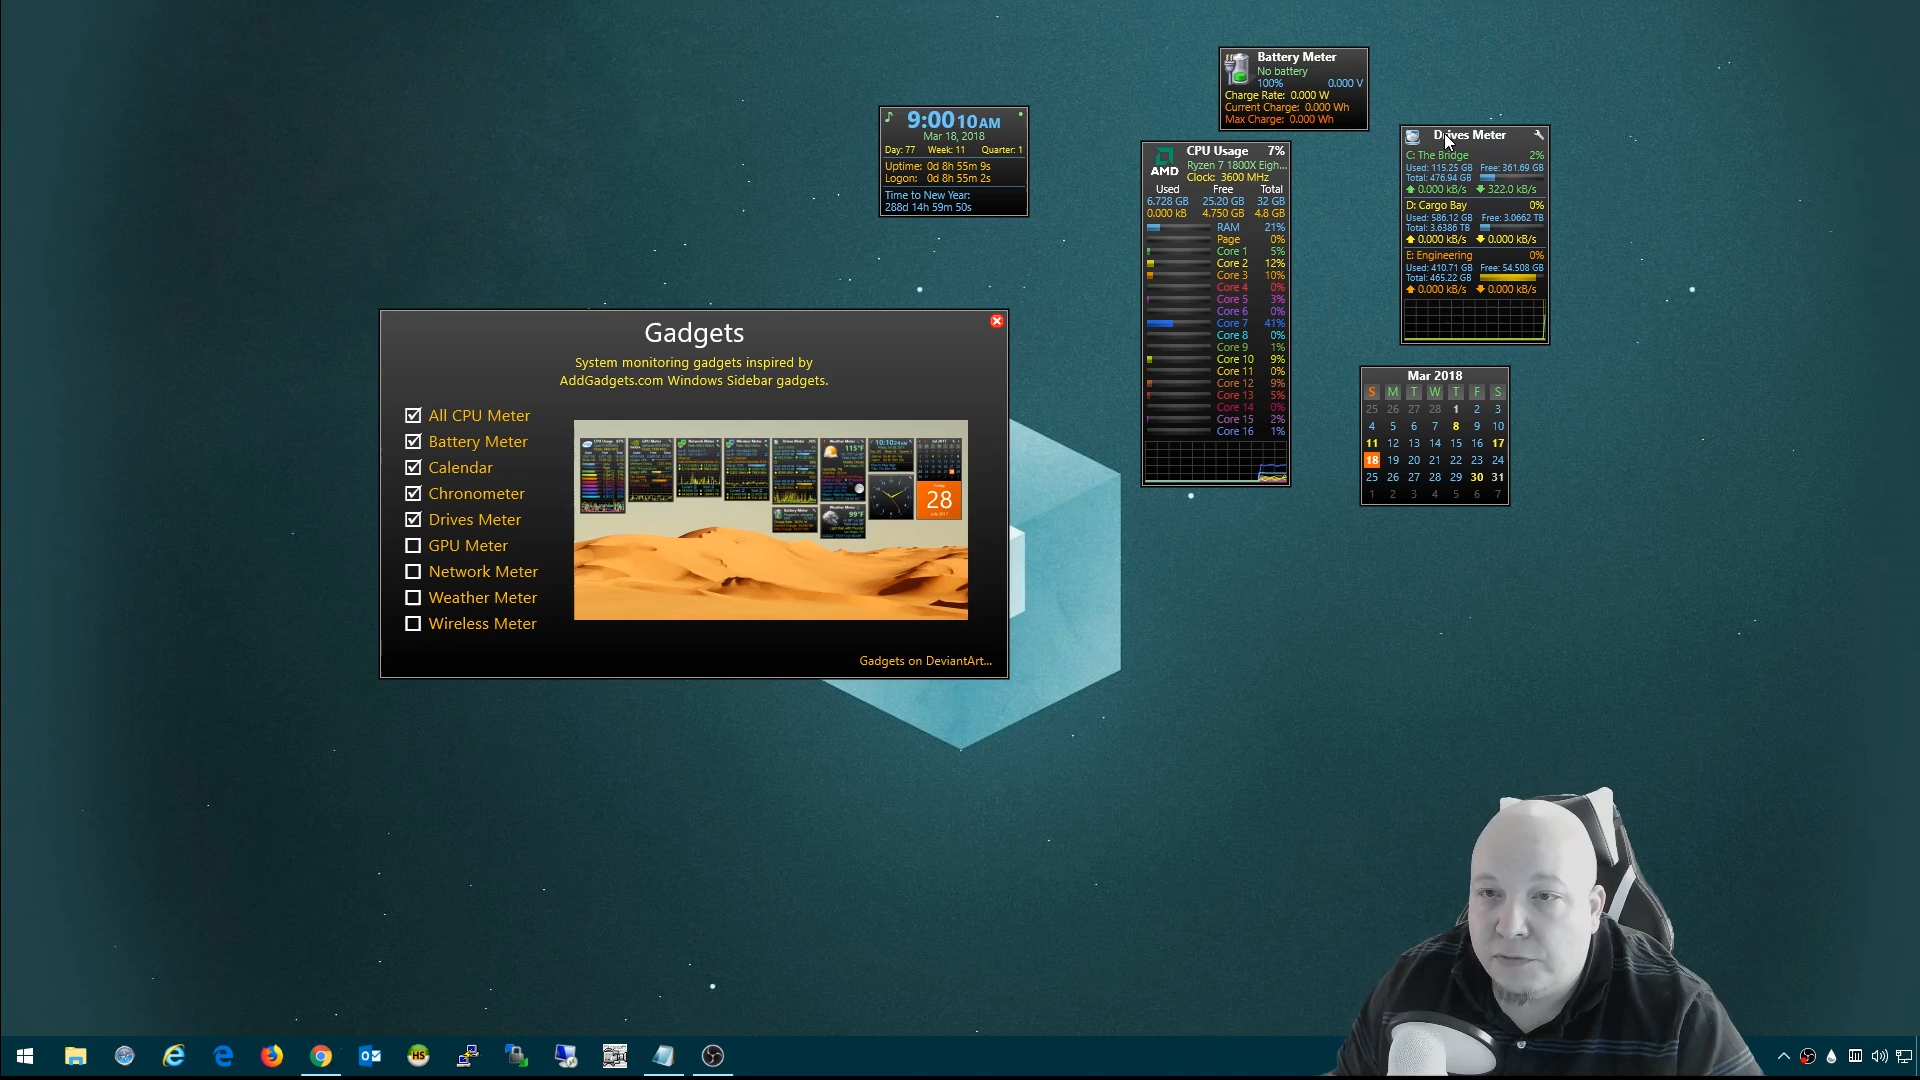 Battery Meter
No battery
100% 0.000 V
Charge Rate: 0.000 W
Current Charge: 0.000 Wh
Max Charge: 0.000 Wh
9:00 10 AM
Mar 18, 2018
Day: 77 Week: 11 Quarter: 1
Uptime: 0d 8h 55m 9s
Logon: 0d 8h 55m 2s
Time to New Year:
288d 14h 59m 50s
CPU Usage 7%
AMD
Ryzen 7 1800X Eigh...
Clock: 3600 MHz
Used Free Total
6.728 GB 25.20 GB 32 GB
0.000 kB 4.750 GB 4.8 GB
RAM 21%
Page 0%
Core 1 5%
Core 2 12%
Core 3 10%
Core 4 0%
Core 5 3%
Core 6 0%
Core 7 41%
Core 8 0%
Core 9 1%
Core 10 9%
Core 11 0%
Core 12 9%
Core 13 5%
Core 14 0%
Core 15 2%
Core 16 1%
Drives Meter
C: The Bridge 2%
Used: 115.25 GB Free: 361.69 GB
Total: 476.94 GB
0.000 kB/s 322.0 kB/s
D: Cargo Bay 0%
Used: 586.12 GB Free: 3.0662 TB
Total: 3.6386 TB
0.000 kB/s 0.000 kB/s
E: Engineering 0%
Used: 410.71 GB Free: 54.508 GB
Total: 465.22 GB
0.000 kB/s 0.000 kB/s
Mar 2018
S M T W T F S
25 26 27 28 1 2 3
4 5 6 7 8 9 10
11 12 13 14 15 16 17
18 19 20 21 22 23 24
25 26 27 28 29 30 31
1 2 3 4 5 6 7
Gadgets
System monitoring gadgets inspired by
AddGadgets.com Windows Sidebar gadgets.
All CPU Meter
Battery Meter
Calendar
Chronometer
Drives Meter
GPU Meter
Network Meter
Weather Meter
Wireless Meter
28
Gadgets on DeviantArt...
HS